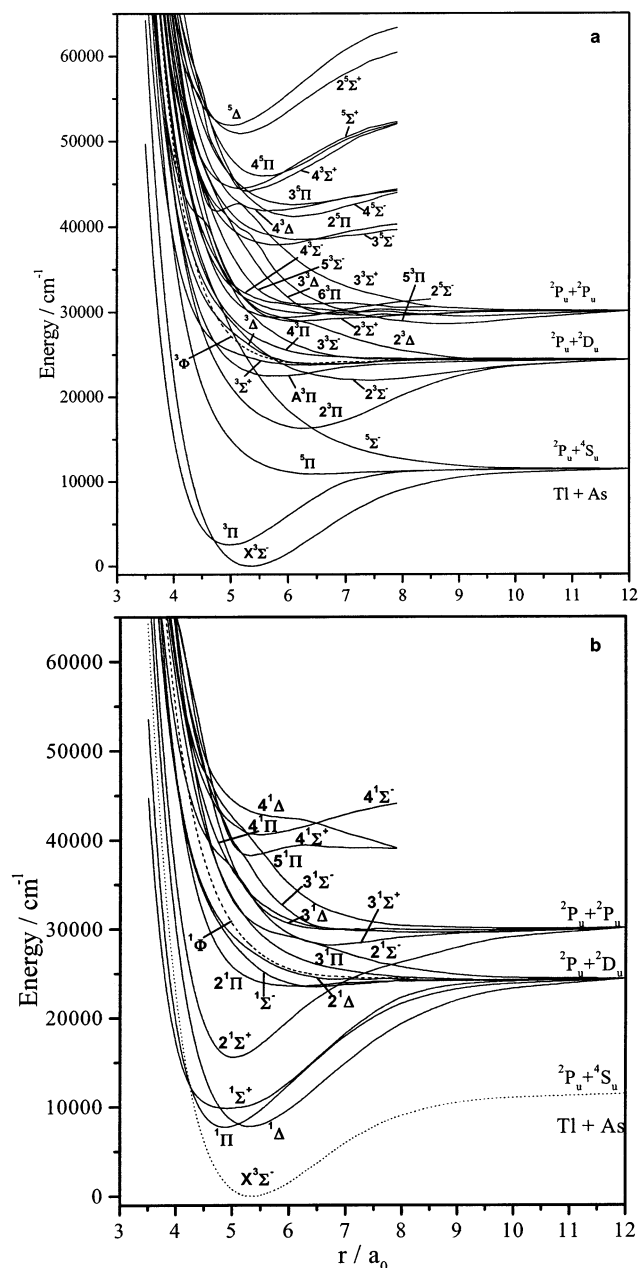 a
60000
⁵Δ
2⁵Σ⁺
⁵Σ⁺
50000
4⁵Π
4³Σ⁺
3⁵Π
4⁵Σ⁻
4³Δ
2⁵Π
40000
3⁵Σ⁻
4³Σ⁻
5³Σ⁻
3³Δ
3³Σ⁺
5³Π
6³Π
2⁵Σ⁻
²Pᵤ+²Pᵤ
30000
³Δ
4³Π
3³Σ⁻
2³Σ⁺
2³Δ
²Pᵤ+²Dᵤ
³Φ
³Σ⁺
A³Π
2³Π
2³Σ⁻
20000
⁵Σ⁻
⁵Π
²Pᵤ+⁴Sᵤ
10000
Tl + As
³Π
X³Σ⁻
0
Energy / cm⁻¹
3 4 5 6 7 8 9 10 11 12
b
60000
50000
4¹Δ
4¹Σ⁻
4¹Π
4¹Σ⁺
40000
5¹Π
3¹Σ⁻
3¹Δ
3¹Σ⁺
²Pᵤ+²Pᵤ
30000
¹Φ
3¹Π
2¹Σ⁻
²Pᵤ+²Dᵤ
2¹Π
¹Σ⁻
2¹Δ
20000
2¹Σ⁺
²Pᵤ+⁴Sᵤ
¹Σ⁺
10000
Tl + As
¹Π
¹Δ
X³Σ⁻
0
Energy / cm⁻¹
3 4 5 6 7 8 9 10 11 12
r / a₀